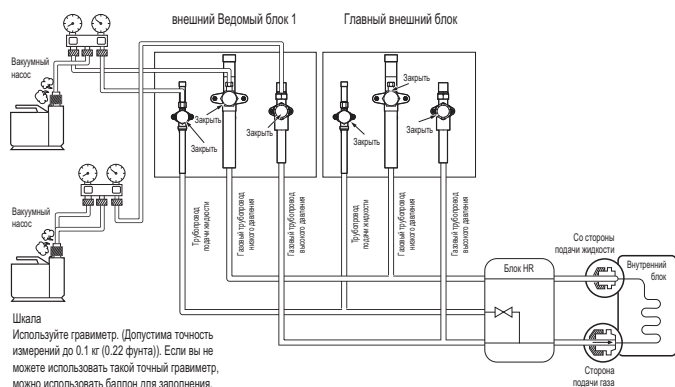 внешний Ведомый блок 1
Главный внешний блок
Вакуумный
насос
Закрыть
Закрыть
Закрыть
Закрыть
Закрыть
Закрыть
Вакуумный
насос
Трубопровод
подачи жидкости
Газовый трубопровод
низкого давления
Газовый трубопровод
высокого давления
Трубопровод
подачи жидкости
Газовый трубопровод
низкого давления
Газовый трубопровод
высокого давления
Со стороны
подачи жидкости
Блок HR
Внутренний
блок
Сторона
подачи газа
Шкала
Используйте гравиметр. (Допустима точность
измерений до 0.1 кг (0.22 фунта)). Если вы не
можете использовать такой точный гравиметр,
можно использовать баллон для заполнения.